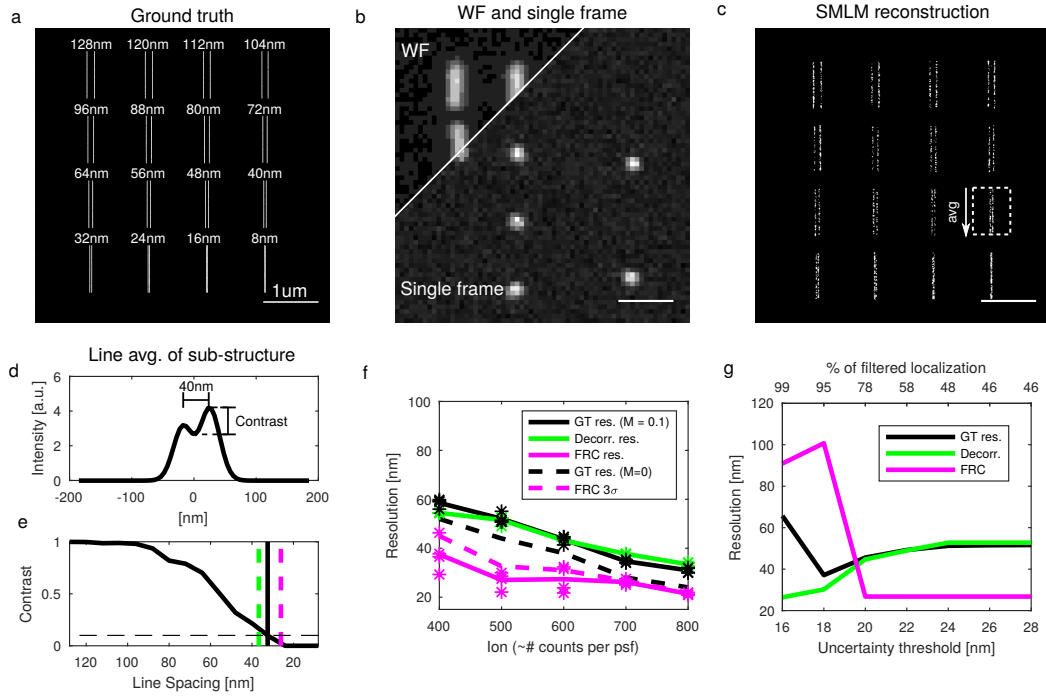 a
Ground truth
128nm 120nm 112nm 104nm
96nm 88nm 80nm 72nm
64nm 56nm 48nm 40nm
32nm 24nm 16nm 8nm
1um
b
WF and single frame
WF
Single frame
c
SMLM reconstruction
avg
Line avg. of sub-structure
d
Intensity [a.u.]
6
4
2
0
40nm
Contrast
-200 -100 0 100 200
[nm]
e
Contrast
1
0.5
0
120 100 80 60 40 20
Line Spacing [nm]
f
Resolution [nm]
100
80
60
40
20
GT res. (M = 0.1)
Decorr. res.
FRC res.
GT res. (M=0)
FRC 3σ
400 500 600 700 800
Ion (~# counts per psf)
g
% of filtered localization
99 95 78 58 48 46 46
Resolution [nm]
120
100
80
60
40
20
GT res.
Decorr.
FRC
16 18 20 22 24 26 28
Uncertainty threshold [nm]